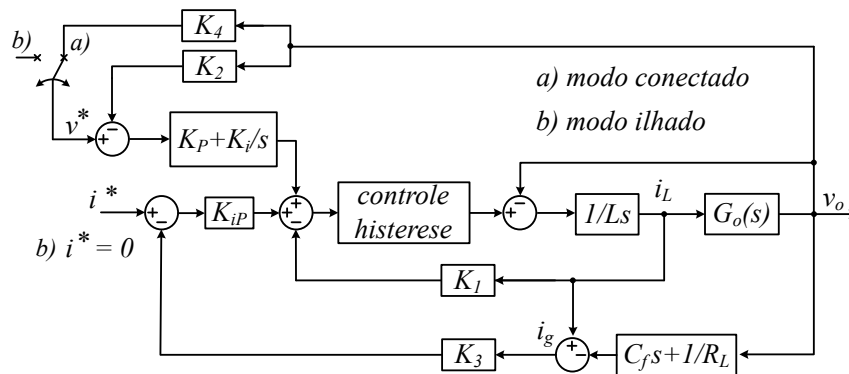 K4
b)
a)
K2
a) modo conectado
v*
+
−
KP+Ki/s
b) modo ilhado
i*
+
−
KiP
+
+
−
controle
histerese
+
−
1/Ls
iL
Go(s)
vo
b) i* = 0
K1
K3
ig
+
−
Cfs+1/RL